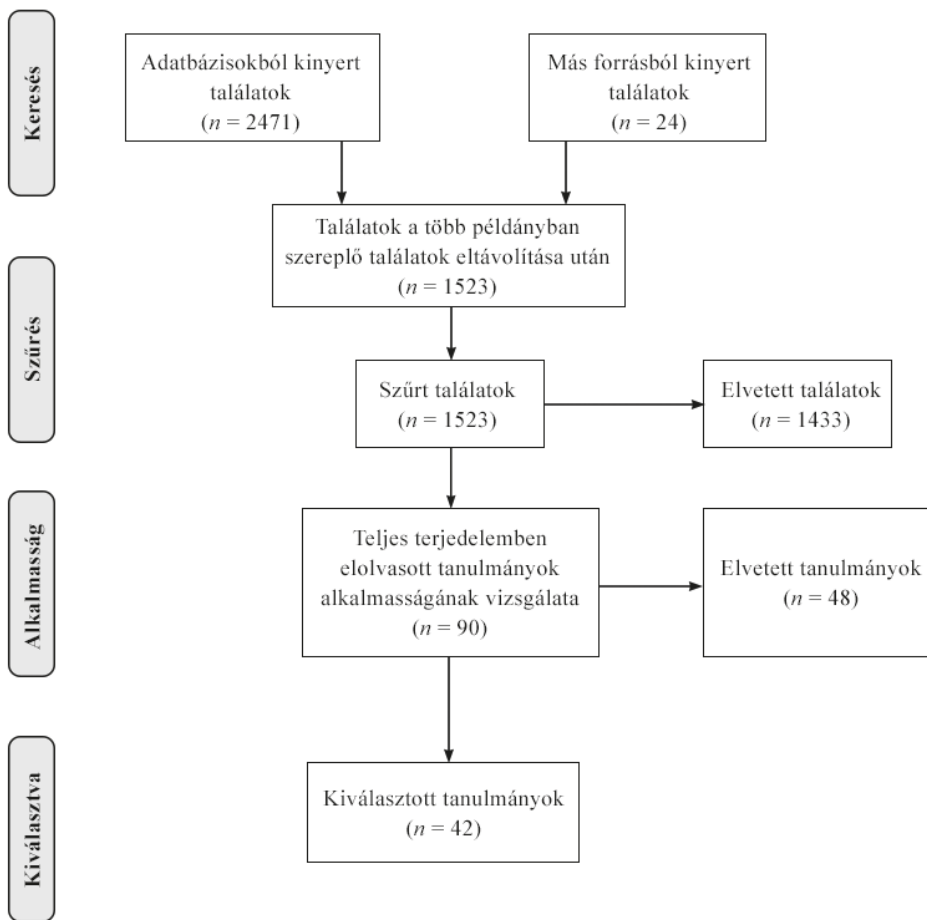 Keresés
Adatbázisokból kinyert
találatok
(n = 2471)
Más forrásból kinyert
találatok
(n = 24)
Találatok a több példányban
szereplő találatok eltávolítása után
(n = 1523)
Szűrés
Szűrt találatok
(n = 1523)
Elvetett találatok
(n = 1433)
Alkalmasság
Teljes terjedelemben
elolvasott tanulmányok
alkalmasságának vizsgálata
(n = 90)
Elvetett tanulmányok
(n = 48)
Kiválasztva
Kiválasztott tanulmányok
(n = 42)